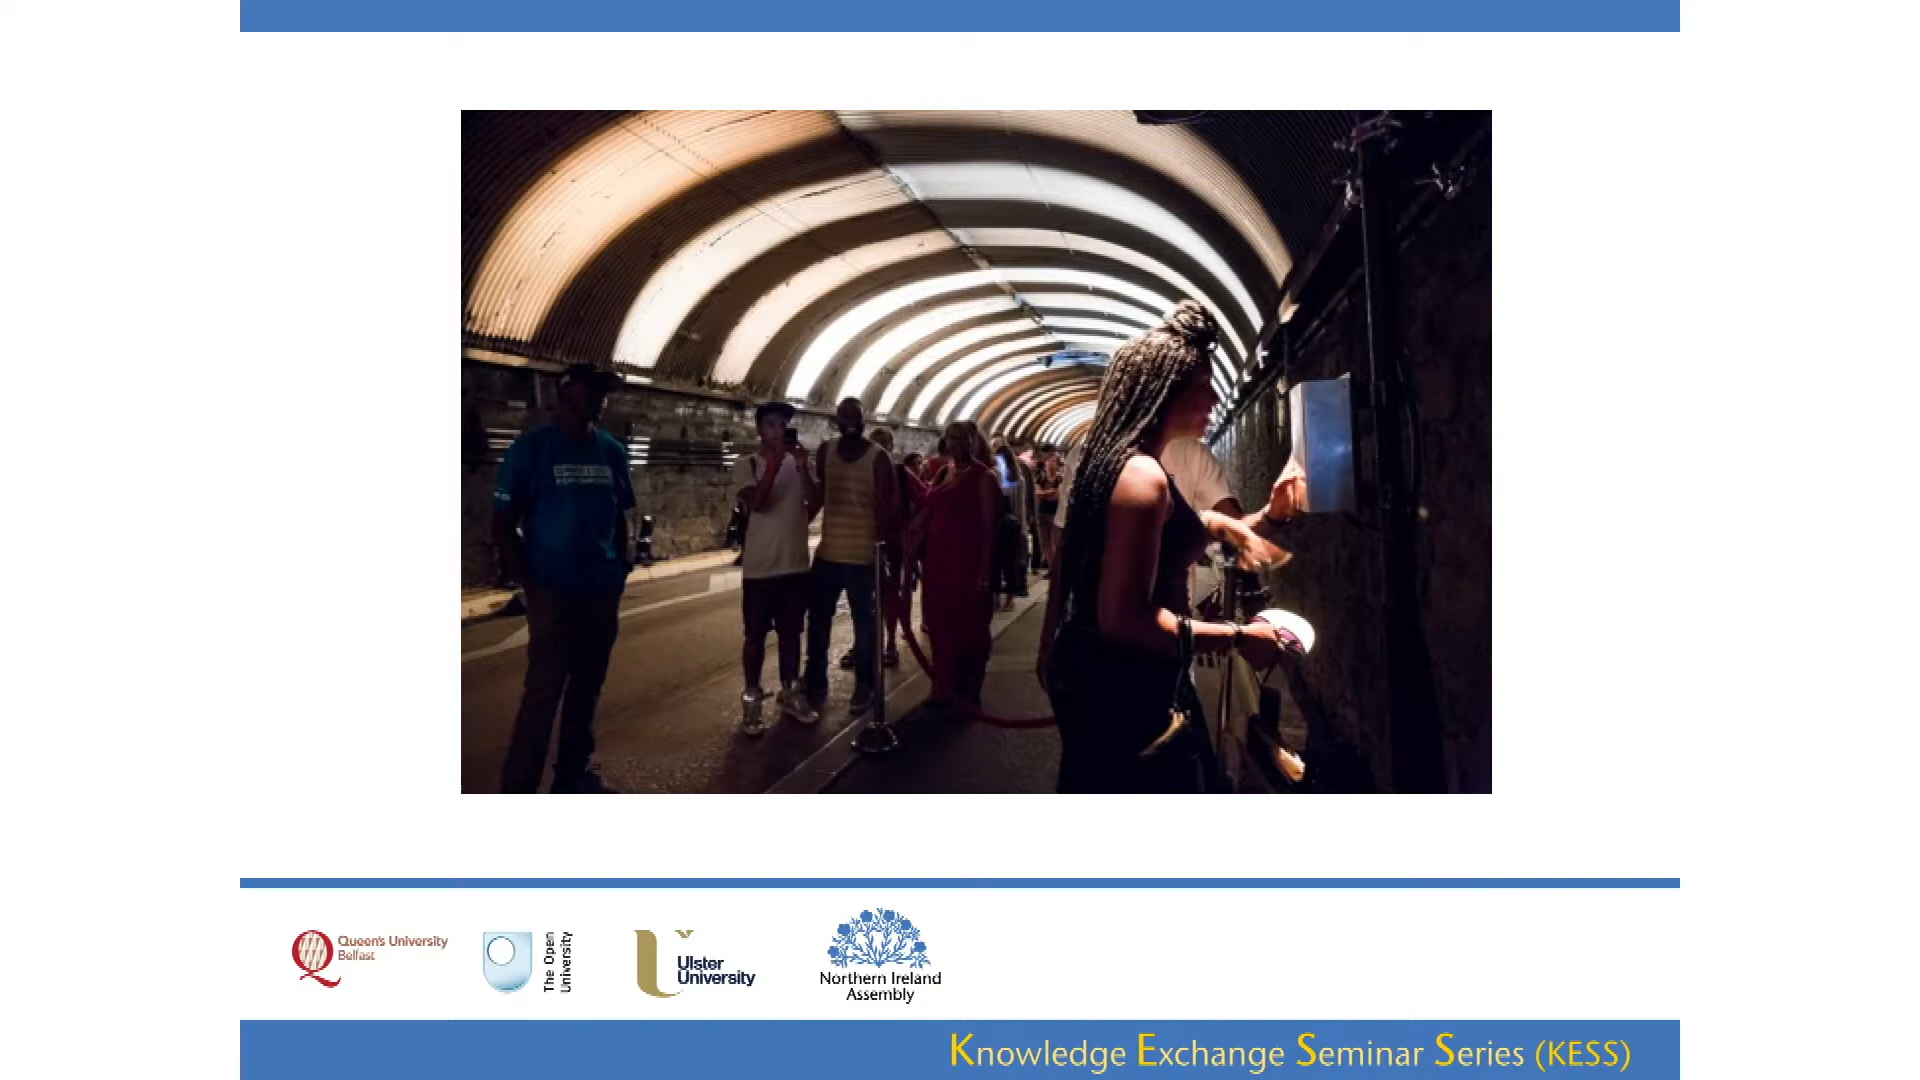 Queen's University
Belfast
The Open
University
Ulster
University
Northern Ireland
Assembly
Knowledge Exchange Seminar Series (KESS)